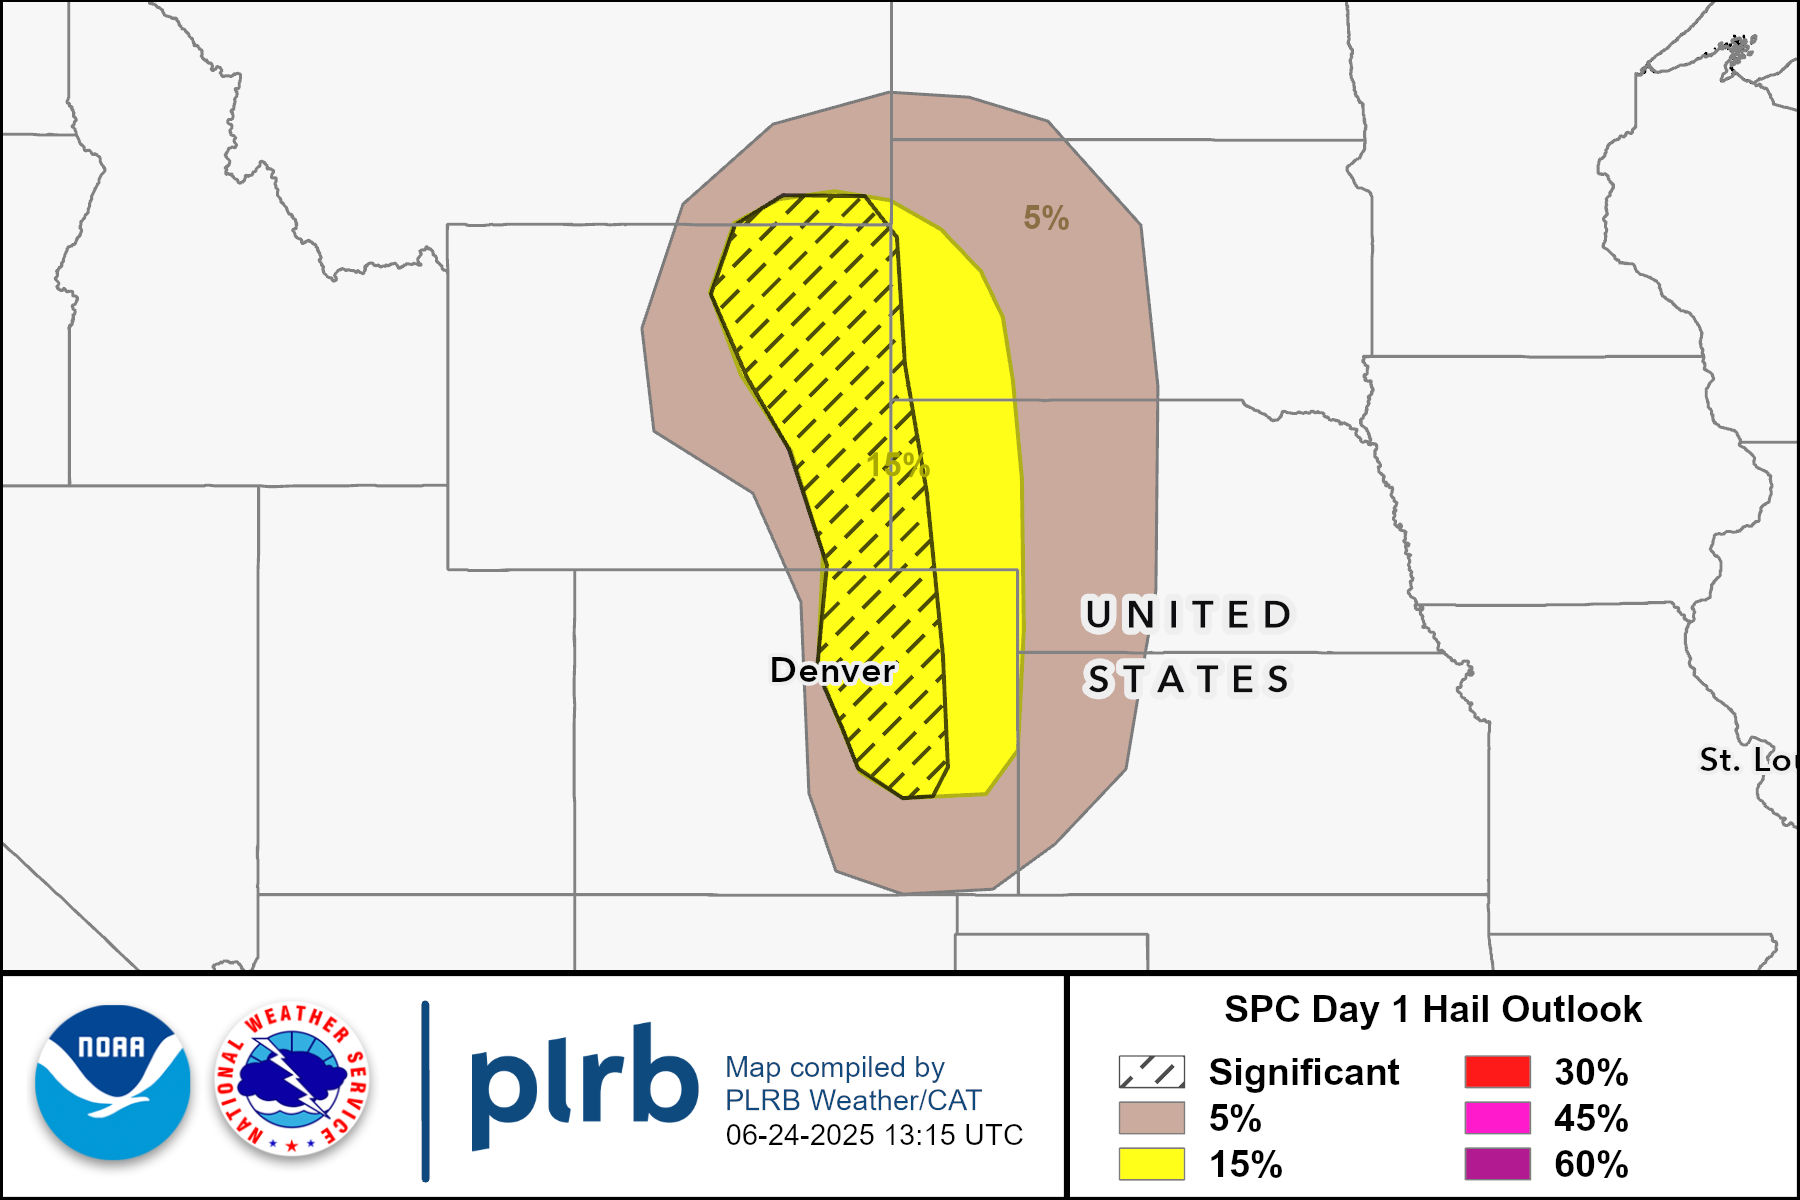 5%
15%
UNITED
STATES
Denver
St. Lou
NOAA
NATIONAL WEATHER SERVICE
plrb
Map compiled by
PLRB Weather/CAT
06-24-2025 13:15 UTC
SPC Day 1 Hail Outlook
Significant
5%
15%
30%
45%
60%